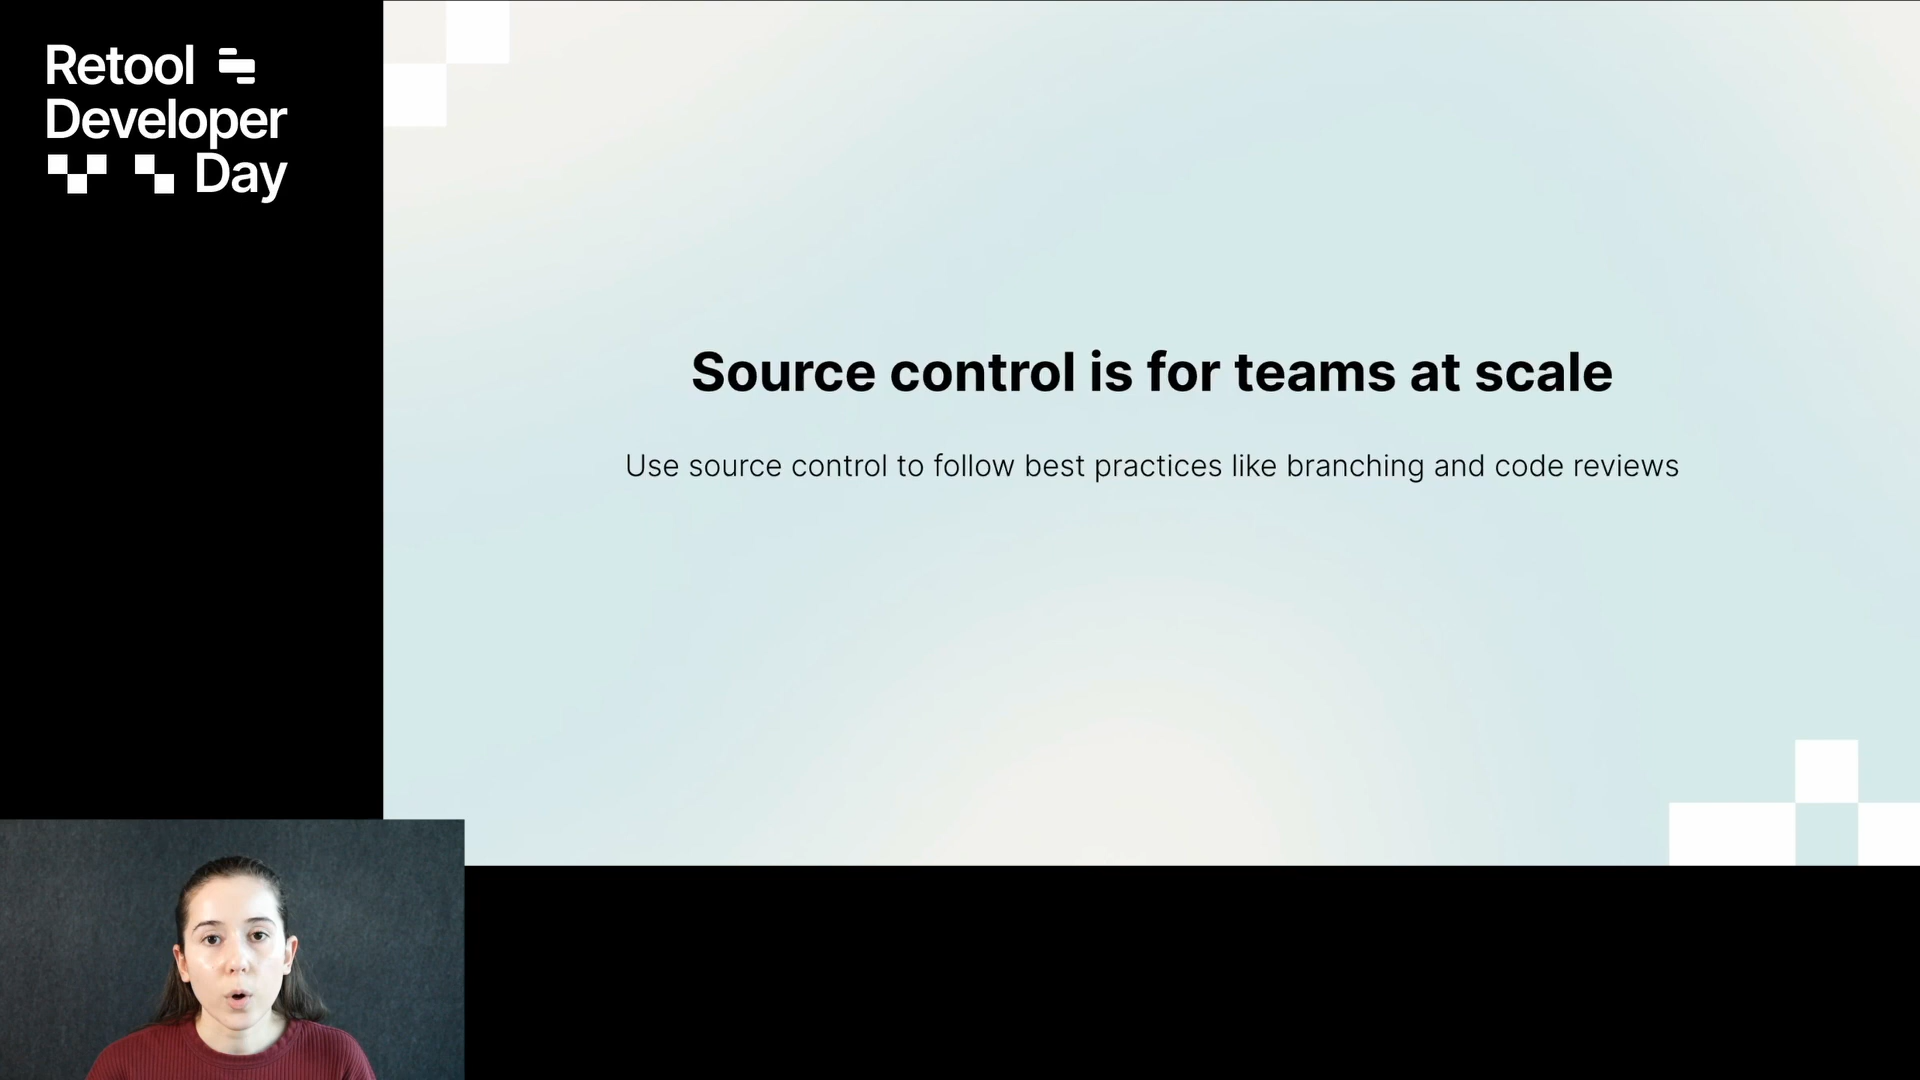 Retool
Developer
Day
Source control is for teams at scale
Use source control to follow best practices like branching and code reviews